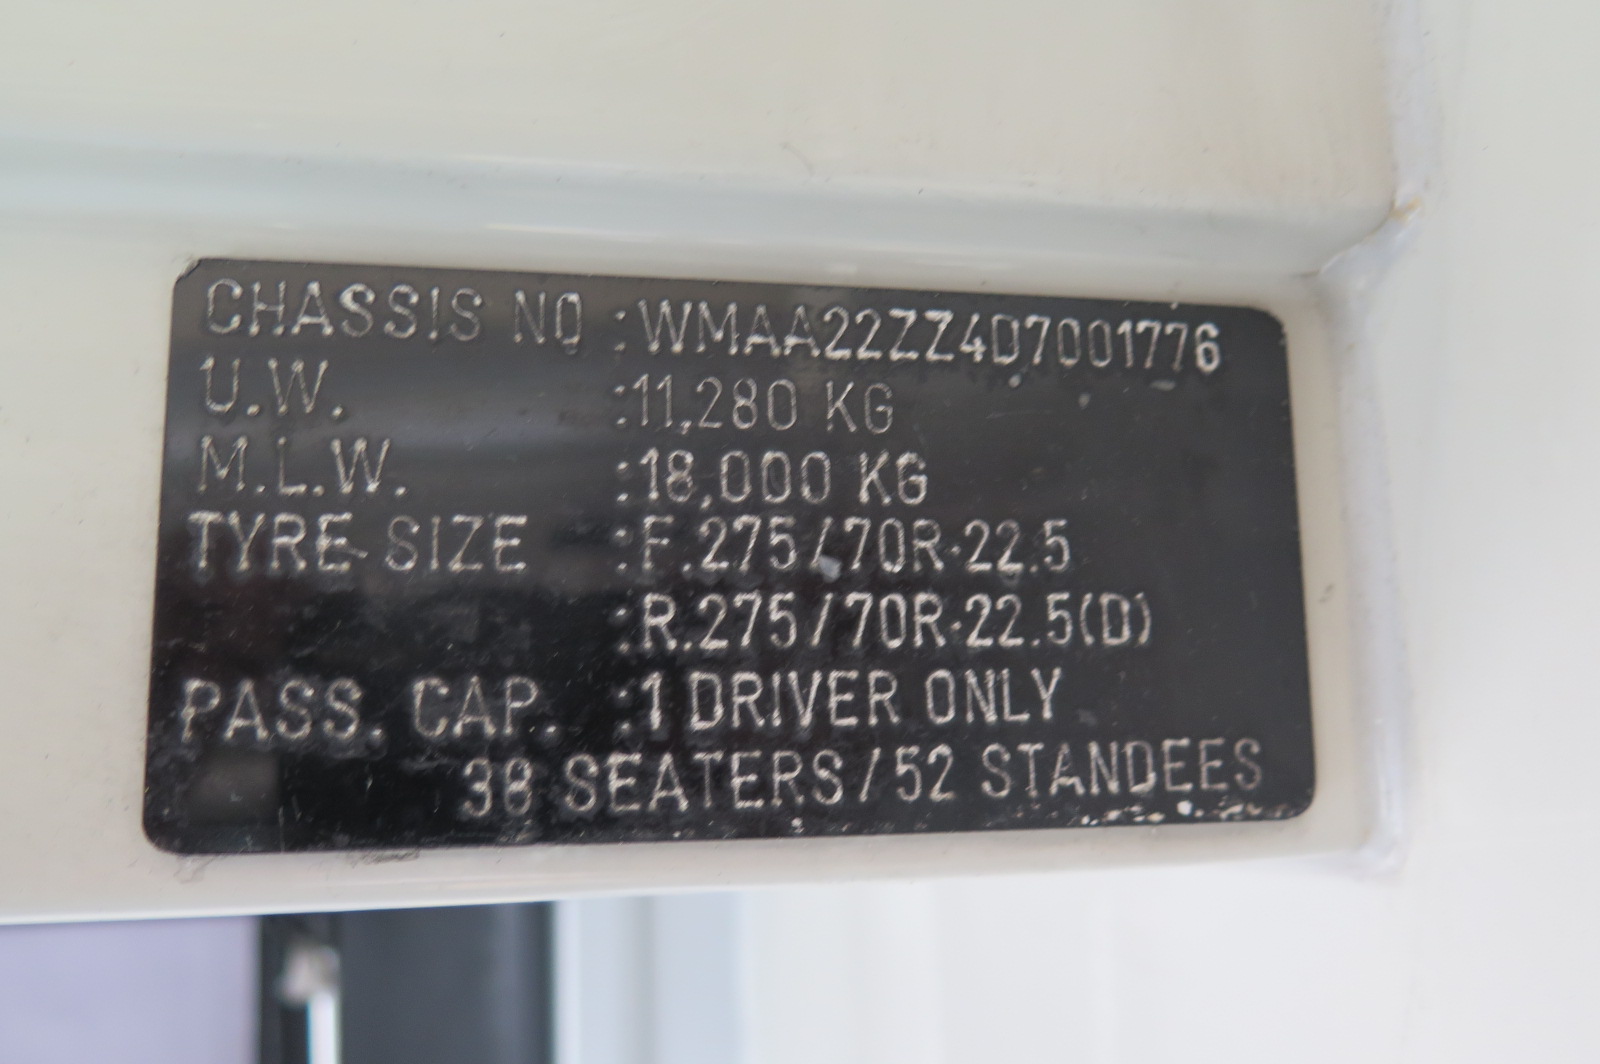 CHASSIS NO :WMAA22ZZ4D7001776
U.W. :11,280 KG
M.L.W. :18,000 KG
TYRE SIZE :F.275/70R.22.5
:R.275/70R.22.5(D)
PASS. CAP. :1 DRIVER ONLY
38 SEATERS/52 STANDEES